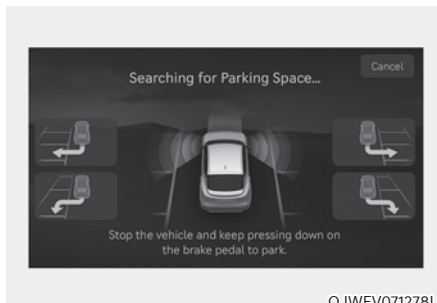 Cancel
Searching for Parking Space...
Stop the vehicle and keep pressing down on
the brake pedal to park.
OJWEV071278L